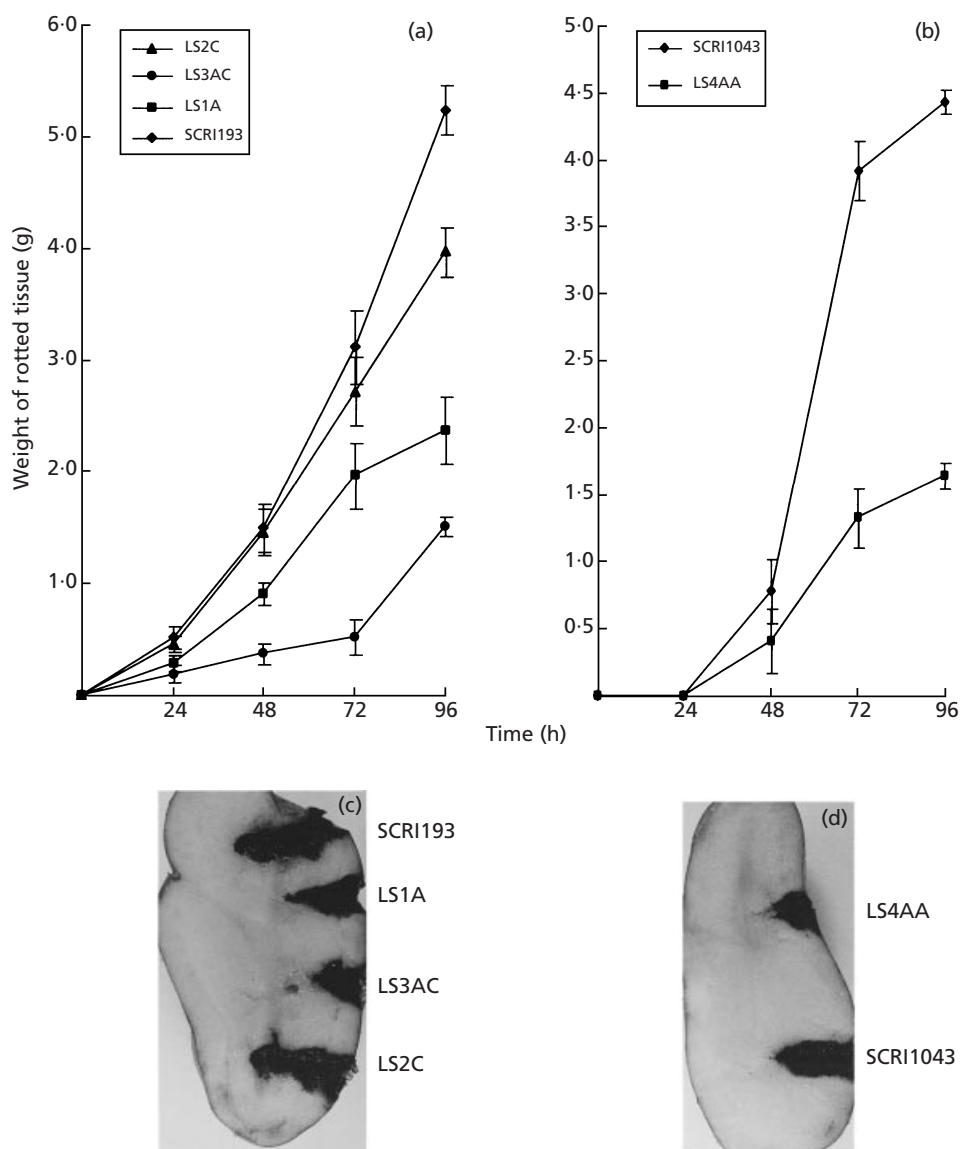 6·0
5·0
4·0
3·0
2·0
1·0
24
48
72
96
(a)
LS2C
LS3AC
LS1A
SCRI193
Weight of rotted tissue (g)
5·0
4·5
4·0
3·5
3·0
2·5
2·0
1·5
1·0
0·5
24
48
72
96
(b)
SCRI1043
LS4AA
Time (h)
(c)
SCRI193
LS1A
LS3AC
LS2C
(d)
LS4AA
SCRI1043